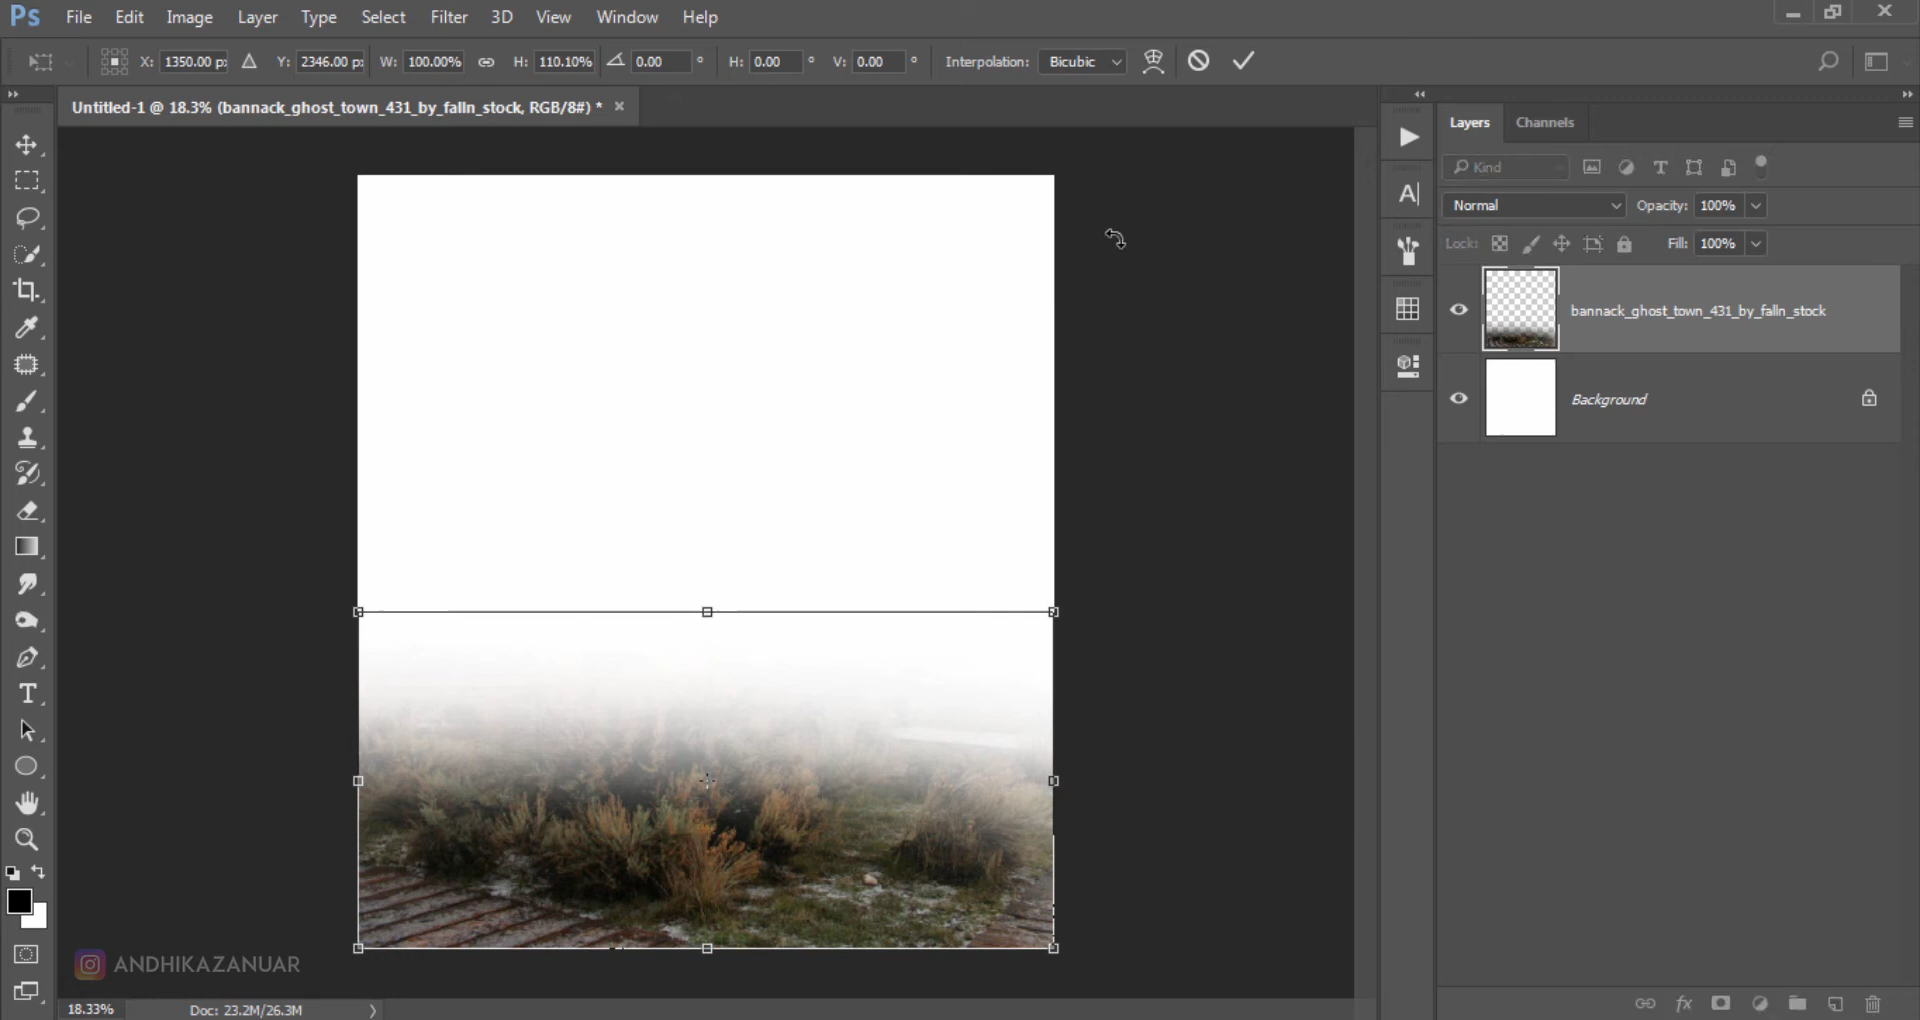 Ps File Edit Image Layer Type Select Filter 3D View Window Help
X: 1350.00 px Y: 2346.00 px W: 100.00% H: 110.10% 0.00 ° H: 0.00 ° V: 0.00 ° Interpolation: Bicubic
Untitled-1 @ 18.3% (bannack_ghost_town_431_by_falln_stock, RGB/8#) * ×
Layers Channels
Kind
Normal Opacity: 100%
Lock: Fill: 100%
bannack_ghost_town_431_by_falln_stock
Background
ANDHIKAZANUAR
18.33% Doc: 23.2M/26.3M